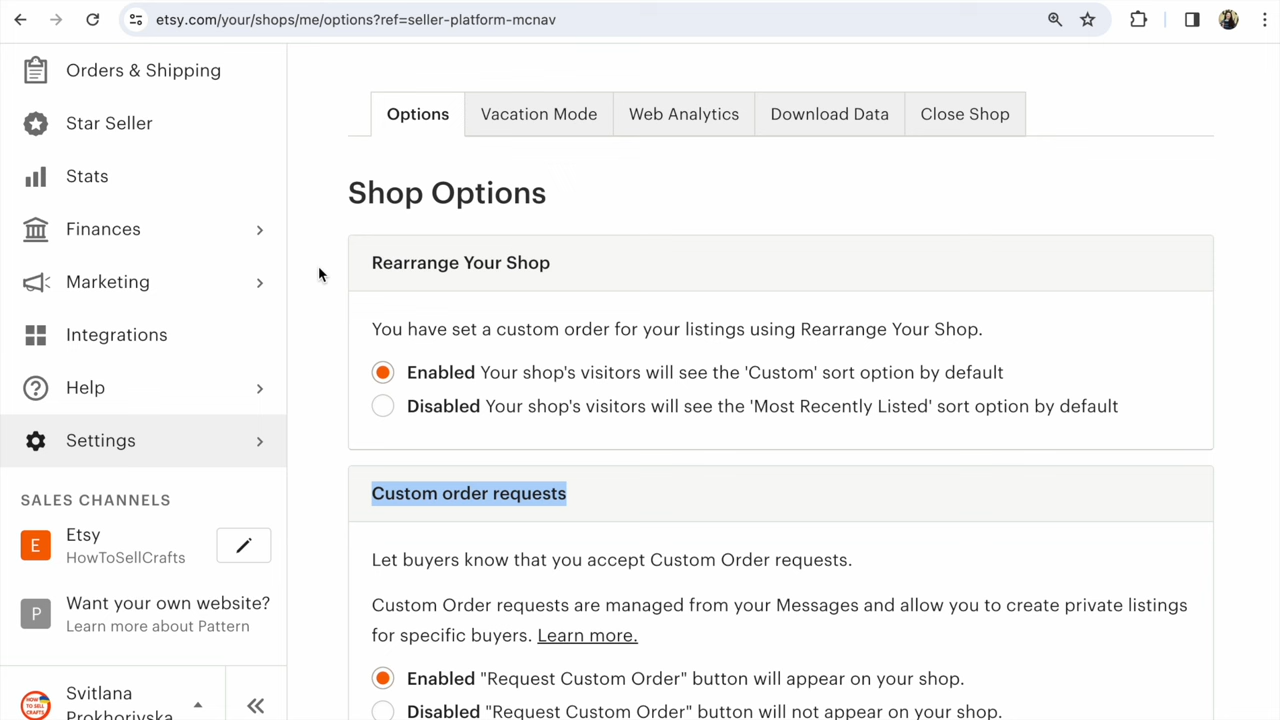 etsy.com/your/shops/me/options?ref=seller-platform-mcnav
Orders & Shipping
Star Seller
Stats
Finances
Marketing
Integrations
Help
Settings
SALES CHANNELS
E
Etsy
HowToSellCrafts
P
Want your own website?
Learn more about Pattern
HOW TO SELL CRAFTS
Svitlana
Prokhorivska
Options
Vacation Mode
Web Analytics
Download Data
Close Shop
Shop Options
Rearrange Your Shop
You have set a custom order for your listings using Rearrange Your Shop.
Enabled Your shop's visitors will see the 'Custom' sort option by default
Disabled Your shop's visitors will see the 'Most Recently Listed' sort option by default
Custom order requests
Let buyers know that you accept Custom Order requests.
Custom Order requests are managed from your Messages and allow you to create private listings
for specific buyers. Learn more.
Enabled "Request Custom Order" button will appear on your shop.
Disabled "Request Custom Order" button will not appear on your shop.